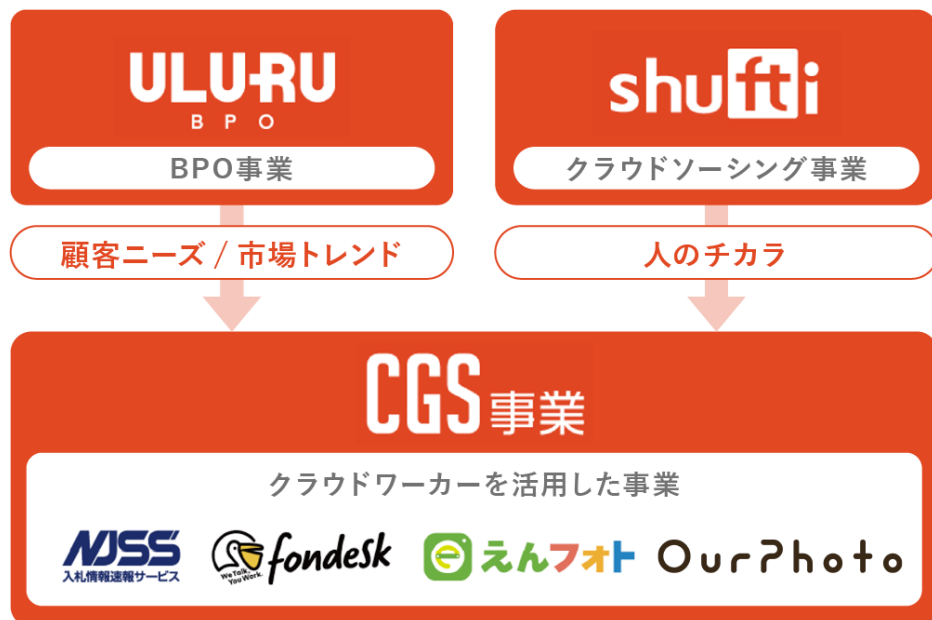 ULURU
BPO
BPO事業
shufti
クラウドソーシング事業
顧客ニーズ / 市場トレンド
人のチカラ
CGS事業
クラウドワーカーを活用した事業
NJSS
入札情報速報サービス
We Talk,
You Work.
fondesk
e
えんフォト
OurPhoto